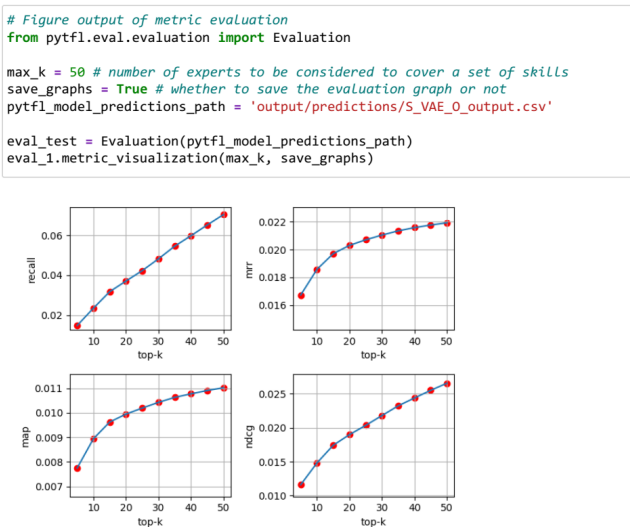 # Figure output of metric evaluation
from pytfl.eval.evaluation import Evaluation
max_k = 50 # number of experts to be considered to cover a set of skills
save_graphs = True # whether to save the evaluation graph or not
pytfl_model_predictions_path = 'output/predictions/S_VAE_O_output.csv'
eval_test = Evaluation(pytfl_model_predictions_path)
eval_1.metric_visualization(max_k, save_graphs)
recall
0.06
0.04
0.02
10 20 30 40 50
top-k
mrr
0.022
0.020
0.018
0.016
10 20 30 40 50
top-k
map
0.011
0.010
0.009
0.008
0.007
10 20 30 40 50
top-k
ndcg
0.025
0.020
0.015
0.010
10 20 30 40 50
top-k